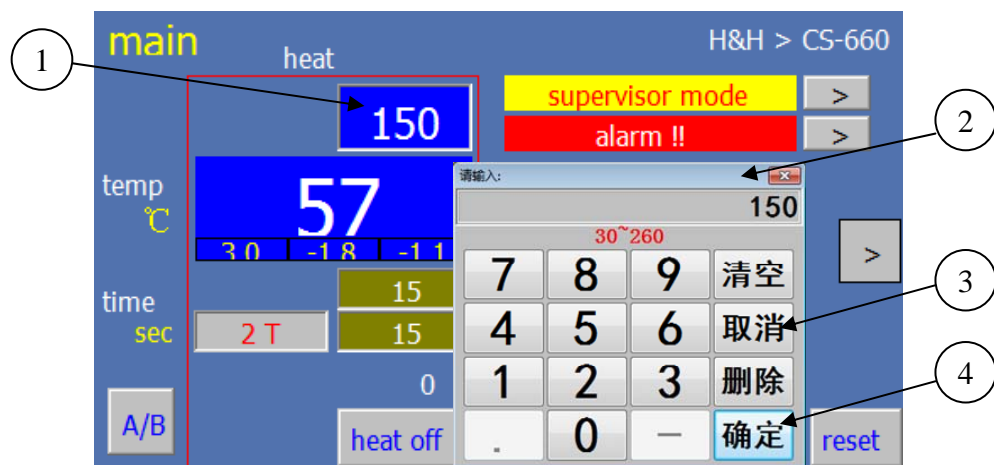 main
H&H > CS-660
heat
1
150
supervisor mode >
alarm !! >
2
请输入:
150
30~260
temp
℃
57
3.0 -1.8 -1.1
>
7 8 9 清空
3
time
sec
15
2 T 15
4 5 6 取消
1 2 3 删除
4
0
A/B
heat off
. 0 - 确定
reset